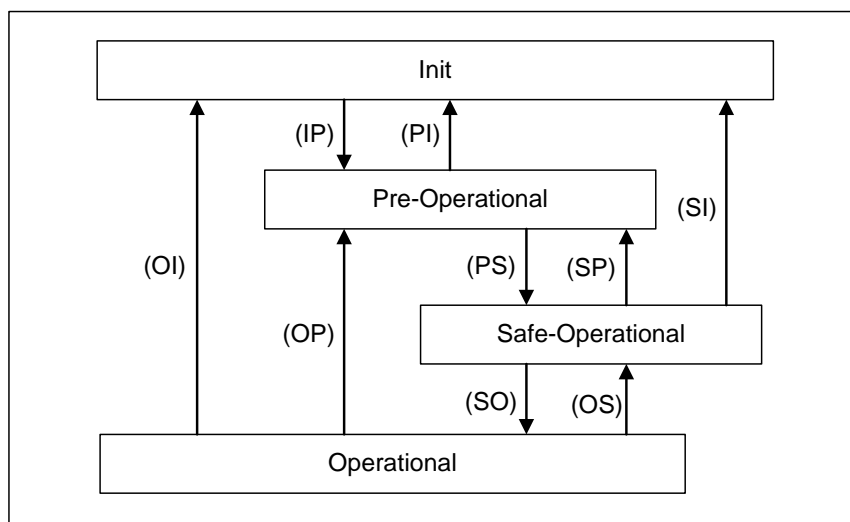 Init
(IP)
(PI)
Pre-Operational
(SI)
(OI)
(PS)
(SP)
(OP)
Safe-Operational
(SO)
(OS)
Operational